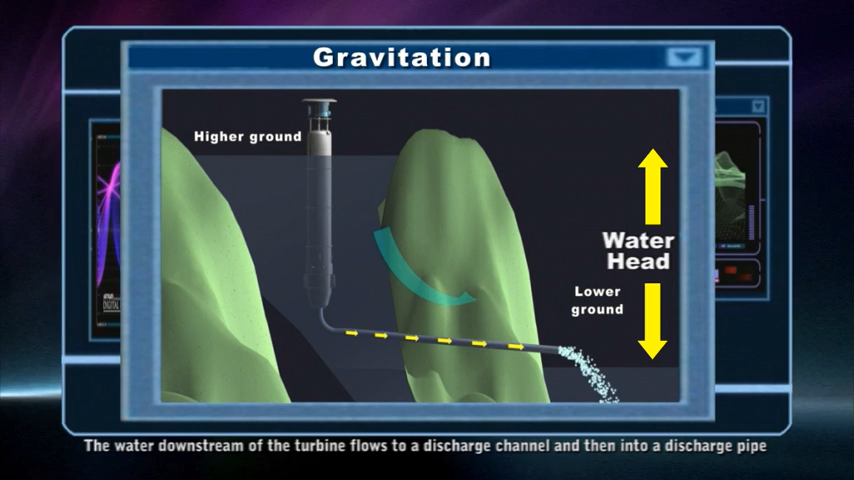 Gravitation
Higher ground
Water
Head
Lower
ground
The water downstream of the turbine flows to a discharge channel and then into a discharge pipe